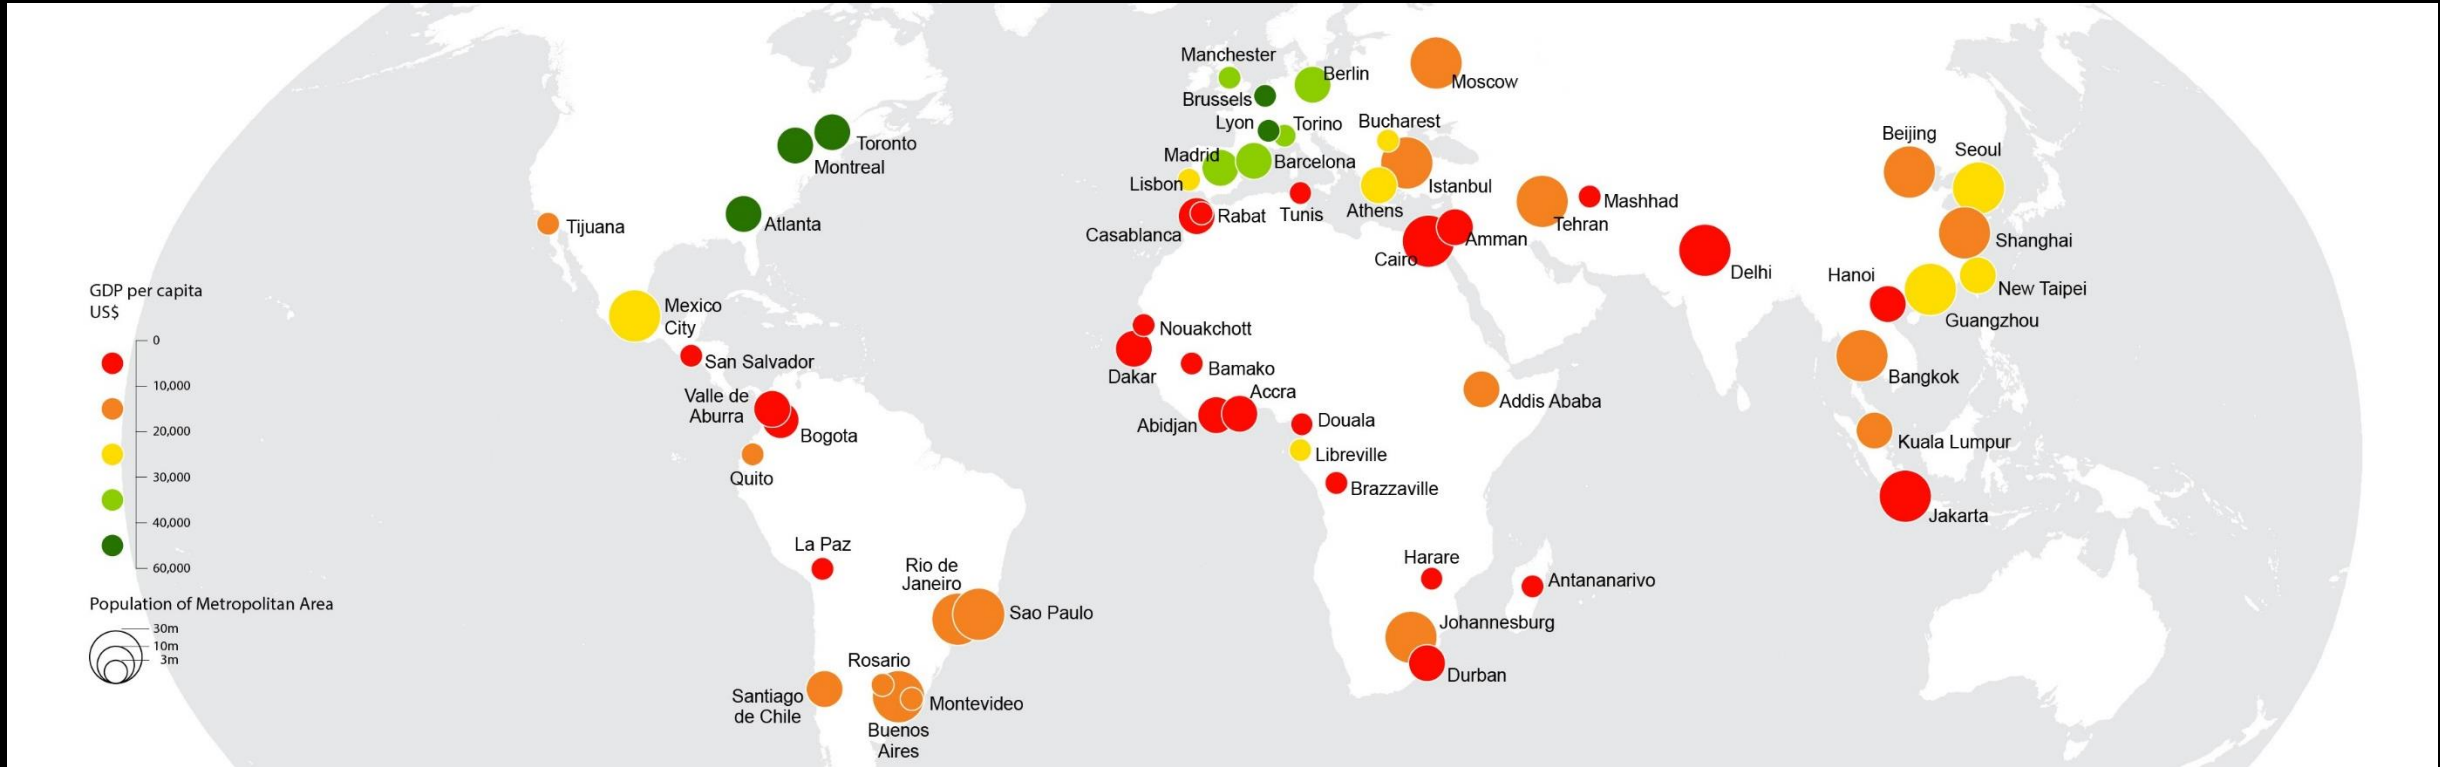 Manchester
Berlin
Moscow
Brussels
Lyon
Torino
Bucharest
Beijing
Seoul
Toronto
Montreal
Madrid
Barcelona
Lisbon
Istanbul
Mashhad
Tijuana
Atlanta
Rabat
Tunis
Athens
Tehran
Casablanca
Amman
Shanghai
Cairo
Delhi
Hanoi
New Taipei
GDP per capita
US$
Mexico
City
Guangzhou
Nouakchott
0
10,000
20,000
30,000
40,000
60,000
San Salvador
Dakar
Bamako
Bangkok
Valle de
Aburra
Accra
Addis Ababa
Bogota
Abidjan
Douala
Kuala Lumpur
Quito
Libreville
Brazzaville
Jakarta
La Paz
Rio de
Janeiro
Harare
Antananarivo
Population of Metropolitan Area
30m
10m
3m
Sao Paulo
Johannesburg
Rosario
Durban
Santiago
de Chile
Montevideo
Buenos
Aires